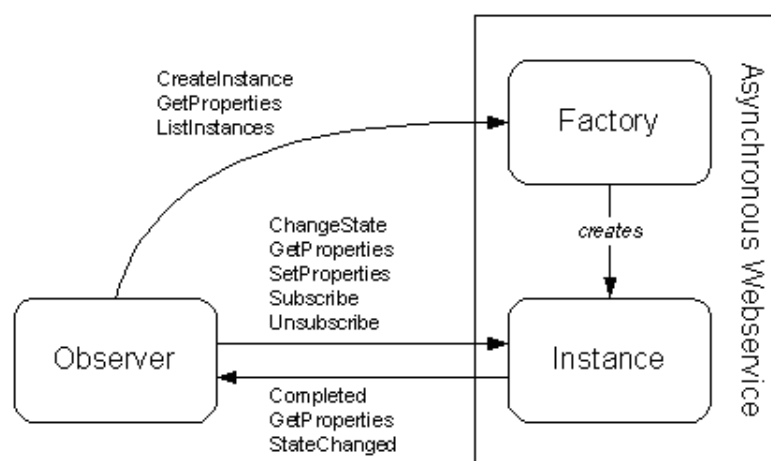 CreateInstance
GetProperties
ListInstances
Factory
creates
ChangeState
GetProperties
SetProperties
Subscribe
Unsubscribe
Observer
Instance
Completed
GetProperties
StateChanged
Asynchronous Webservice